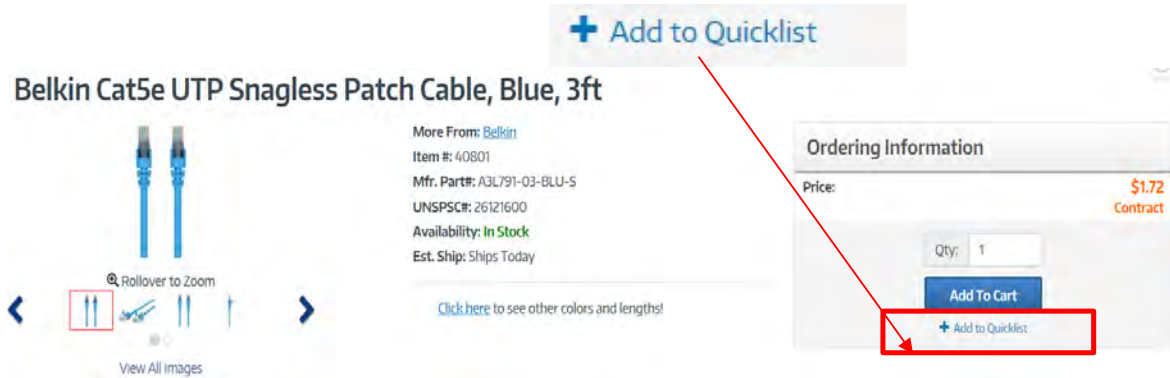 + Add to Quicklist
Belkin Cat5e UTP Snagless Patch Cable, Blue, 3ft
More From: Belkin
Item #: 40801
Mfr. Part#: A3L791-03-BLU-S
UNSPSC#: 26121600
Availability: In Stock
Est. Ship: Ships Today
Click here to see other colors and lengths!
Rollover to Zoom
View All Images
Ordering Information
Price: $1.72
Contract
Qty: 1
Add To Cart
+ Add to Quicklist